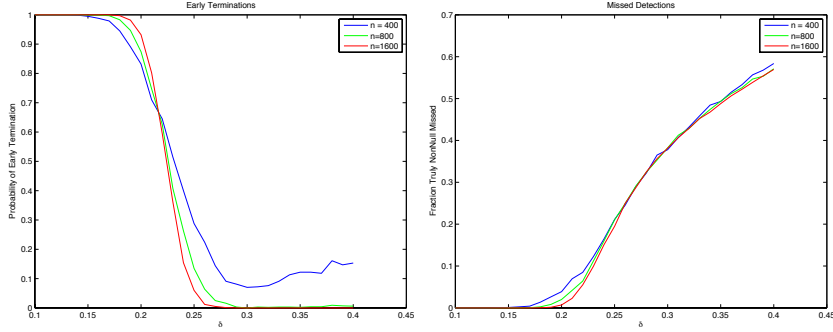 Early Terminations
n = 400
n=800
n=1600
Probability of Early Termination
1
0.9
0.8
0.7
0.6
0.5
0.4
0.3
0.2
0.1
0
0.1
0.15
0.2
0.25
0.3
0.35
0.4
0.45
δ
Missed Detections
n = 400
n=800
n=1600
Fraction Truly NonNull Missed
0.7
0.6
0.5
0.4
0.3
0.2
0.1
0
0.1
0.15
0.2
0.25
0.3
0.35
0.4
0.45
δ